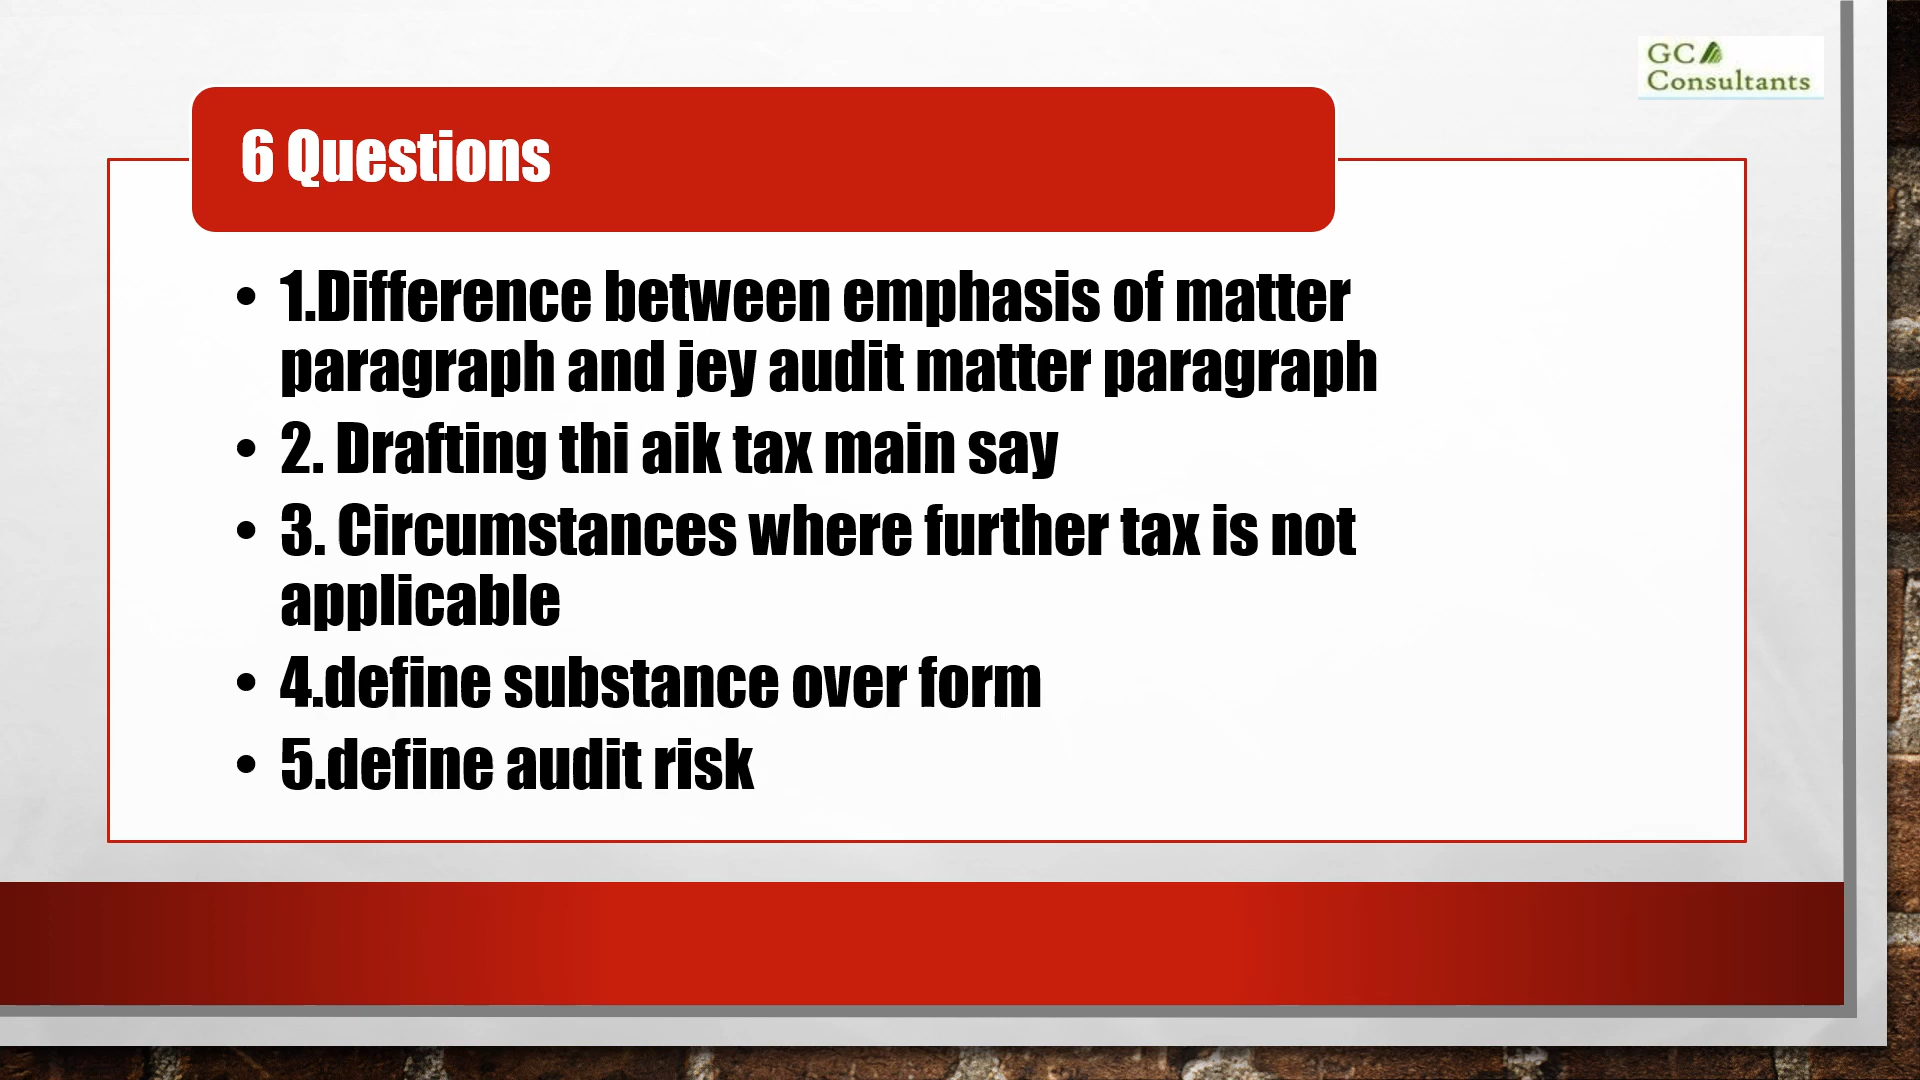 GCA
Consultants
6 Questions
• 1.Difference between emphasis of matter
paragraph and jey audit matter paragraph
• 2. Drafting thi aik tax main say
• 3. Circumstances where further tax is not
applicable
• 4.define substance over form
• 5.define audit risk